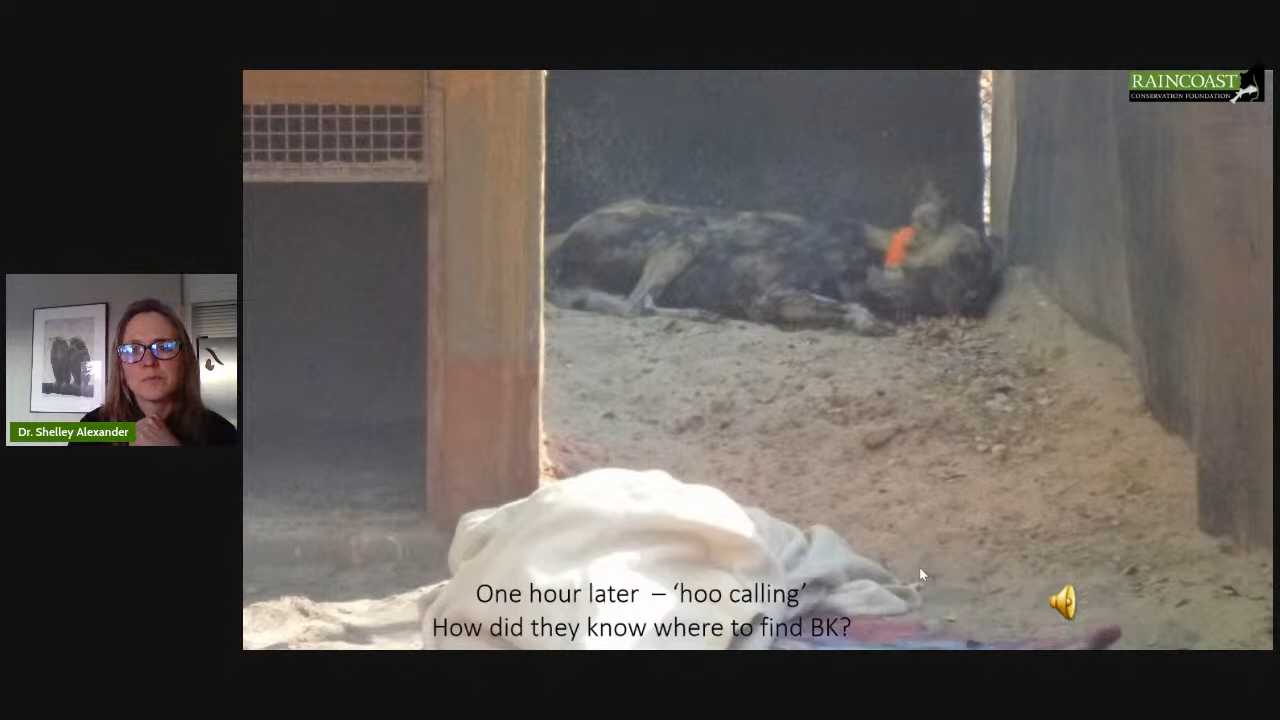 RAINCOAST
CONSERVATION FOUNDATION
Dr. Shelley Alexander
One hour later – ‘hoo calling’
How did they know where to find BK?